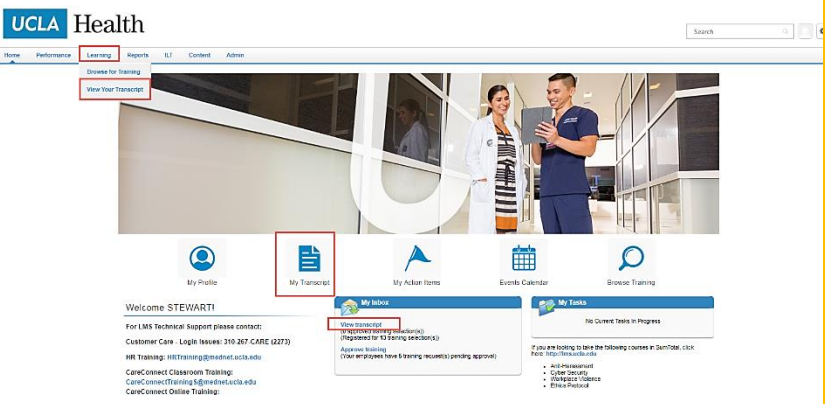 UCLA Health
Search
Home Performance Learning Reports ILT Content Admin
Browse for Training
View Your Transcript
My Profile
My Transcript
My Action Items
Events Calendar
Browse Training
Welcome STEWART!
For LMS Technical Support please contact:
Customer Care - Login Issues: 310-267-CARE (2273)
HR Training: HRTraining@mednet.ucla.edu
CareConnect Classroom Training:
CareConnectTraining5@mednet.ucla.edu
CareConnect Online Training:
My Inbox
View transcript
(0 approved training selection(s))
(Registered for 13 training selection(s))
Approve training
(Your employees have 5 training request(s) pending approval)
My Tasks
No Current Tasks In Progress
If you are looking to take the following courses in SumTotal, click
here http://lms.ucla.edu
Anti-Harassment
Cyber Security
Workplace Violence
Ethics Protocol